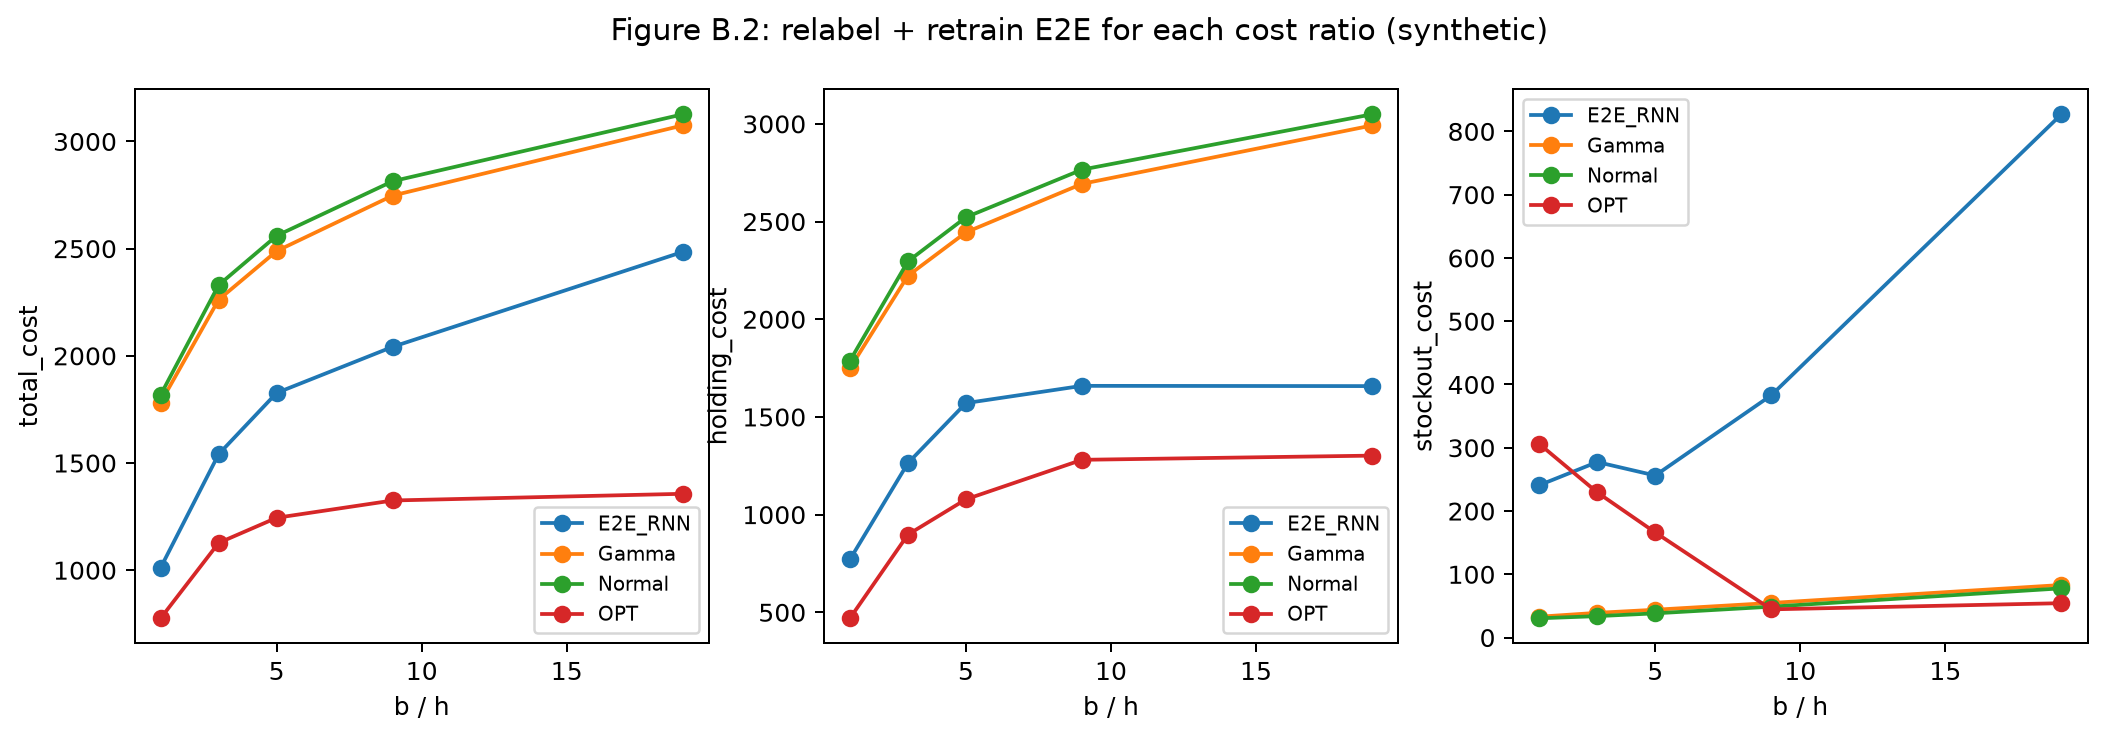 Figure B.2: relabel + retrain E2E for each cost ratio (synthetic)
total_cost
3000
2500
2000
1500
1000
5
10
15
b / h
E2E_RNN
Gamma
Normal
OPT
holding_cost
3000
2500
2000
1500
1000
500
5
10
15
b / h
E2E_RNN
Gamma
Normal
OPT
stockout_cost
800
700
600
500
400
300
200
100
0
5
10
15
b / h
E2E_RNN
Gamma
Normal
OPT